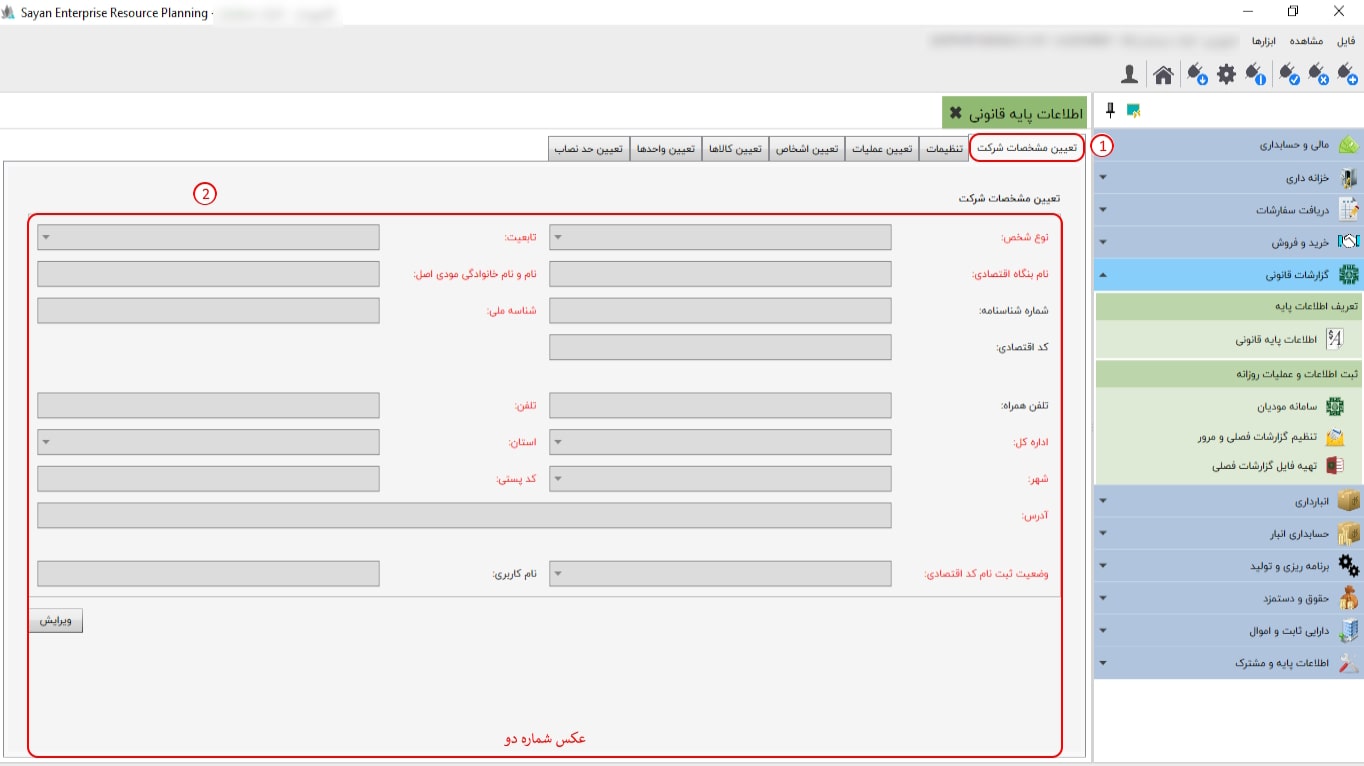 Sayan Enterprise Resource Planning -
فایل مشاهده ابزارها
اطلاعات پایه قانونی ✖
تعیین مشخصات شرکت تنظیمات تعیین عملیات تعیین اشخاص تعیین کالاها تعیین واحدها تعیین حد نصاب
1
2
تعیین مشخصات شرکت
نوع شخص: تابعیت:
نام بنگاه اقتصادی: نام و نام خانوادگی مودی اصل:
شماره شناسنامه: شناسه ملی:
کد اقتصادی:
تلفن همراه: تلفن:
اداره کل: استان:
شهر: کد پستی:
آدرس:
وضعیت ثبت نام کد اقتصادی: نام کاربری:
ویرایش
عکس شماره دو
مالی و حسابداری
خزانه داری
دریافت سفارشات
خرید و فروش
گزارشات قانونی
تعریف اطلاعات پایه
اطلاعات پایه قانونی
ثبت اطلاعات و عملیات روزانه
سامانه مودیان
تنظیم گزارشات فصلی و مرور
تهیه فایل گزارشات فصلی
انبارداری
حسابداری انبار
برنامه ریزی و تولید
حقوق و دستمزد
دارایی ثابت و اموال
اطلاعات پایه و مشترک